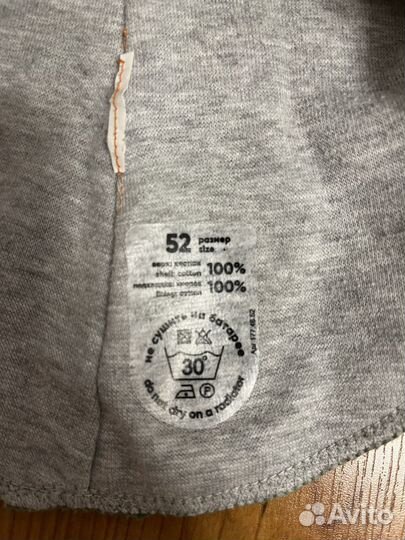 52 размер
size
верх: хлопок
shell: cotton 100%
подкладка: хлопок 100%
lining: cotton
не сушить на батарее
30°
F
do not dry on a radiator
Avito